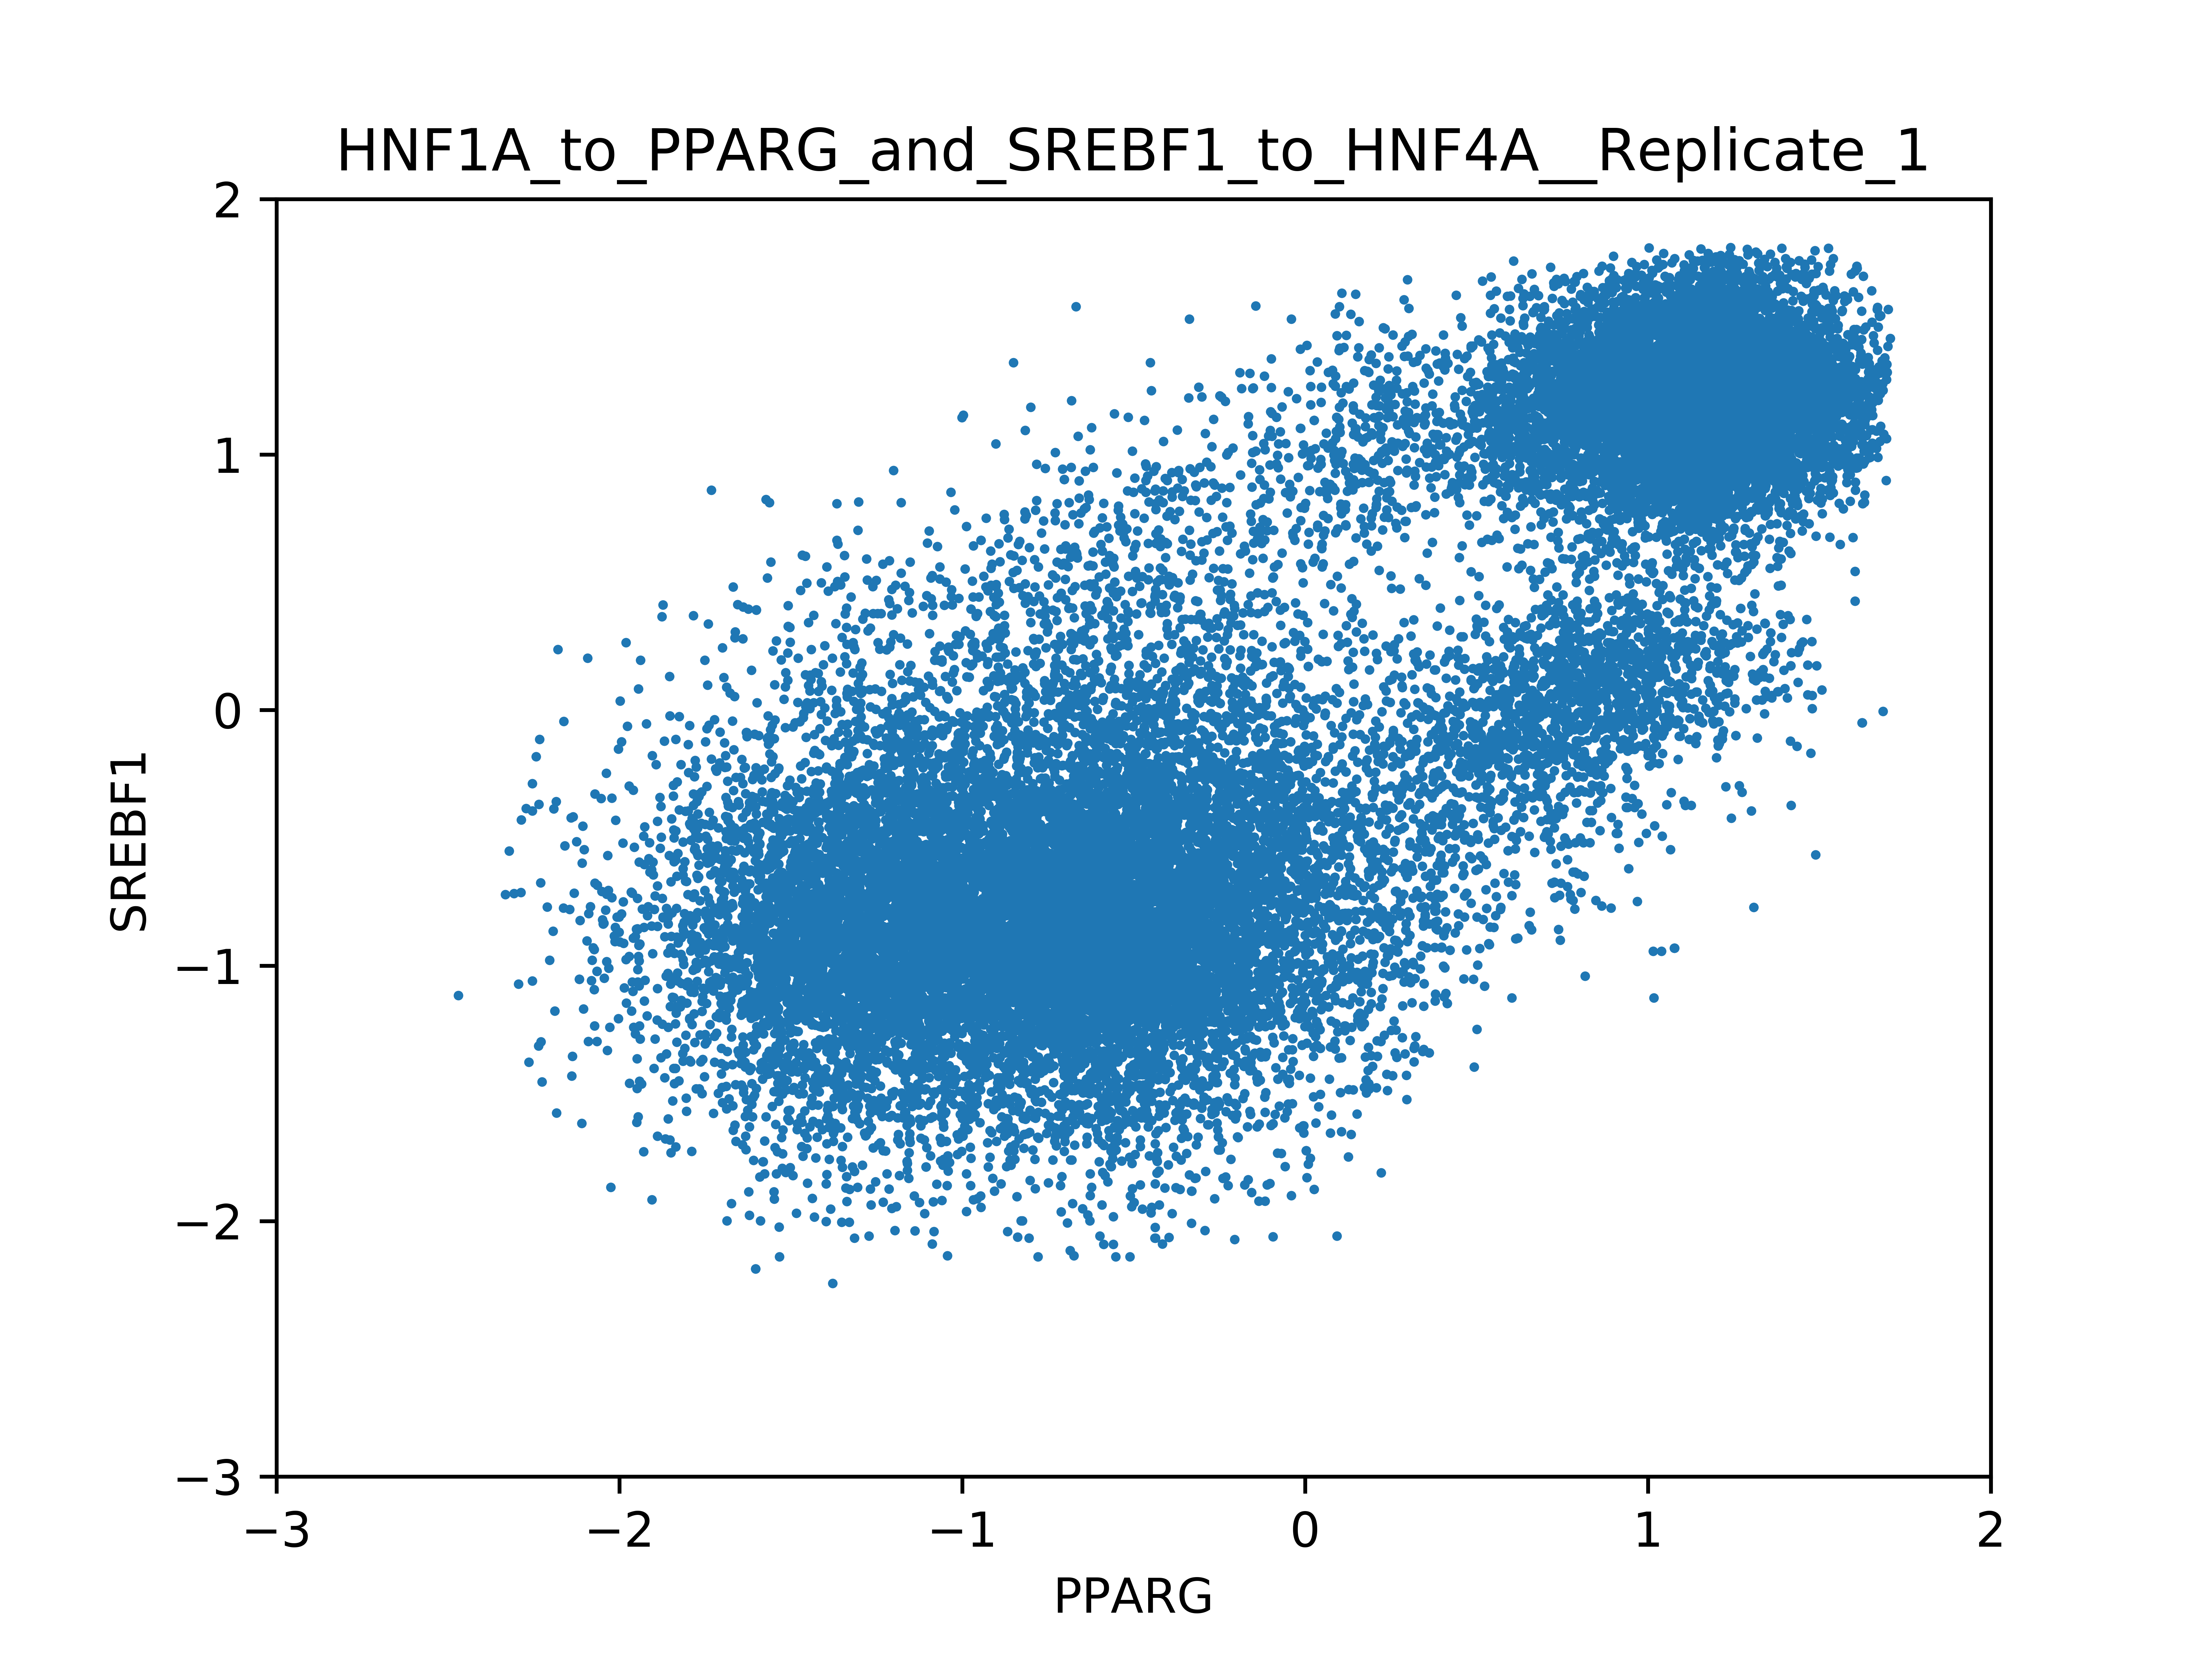 HNF1A_to_PPARG_and_SREBF1_to_HNF4A__Replicate_1
2
1
0
−1
−2
−3
SREBF1
−3 −2 −1 0 1 2
PPARG